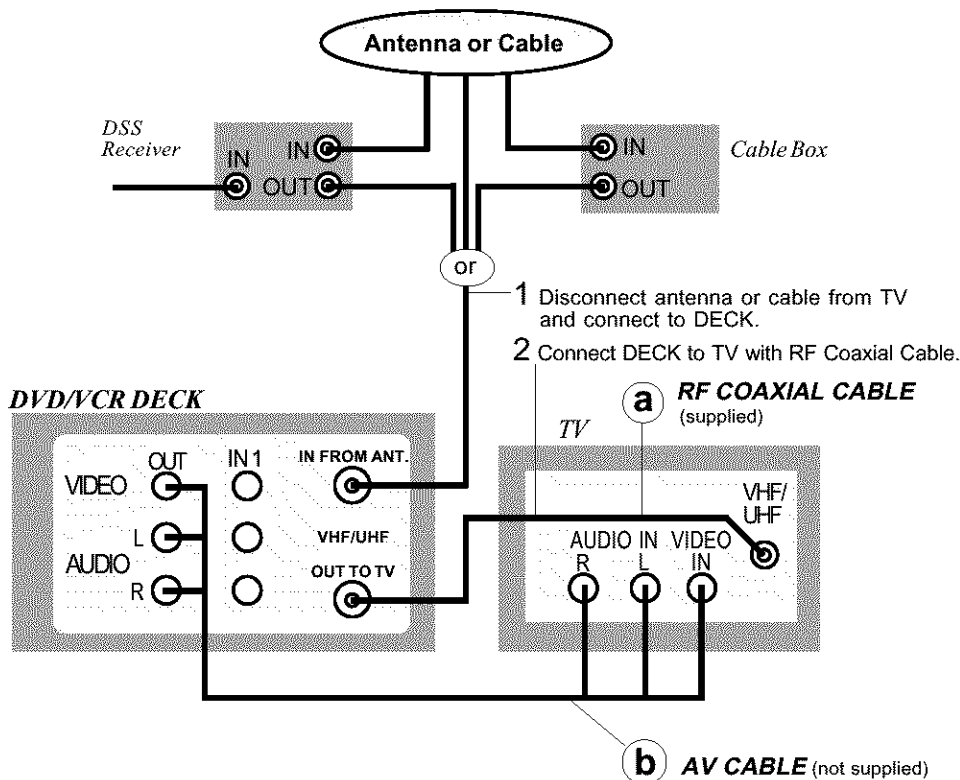 Antenna or Cable
DSS
Receiver
IN
IN
OUT
IN
OUT
Cable Box
or
1 Disconnect antenna or cable from TV
and connect to DECK.
2 Connect DECK to TV with RF Coaxial Cable.
DVD/VCR DECK
a RF COAXIAL CABLE
(supplied)
TV
OUT
IN 1
IN FROM ANT.
VIDEO
L
VHF/UHF
AUDIO
R
OUT TO TV
VHF/
UHF
AUDIO IN
R
L
VIDEO
IN
b AV CABLE (not supplied)